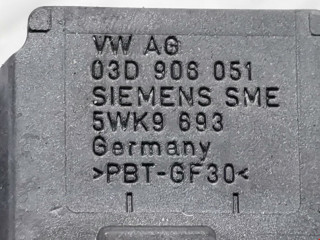 VW AG
03D 906 051
SIEMENS SME
5WK9 693
Germany
>PBT-GF30<